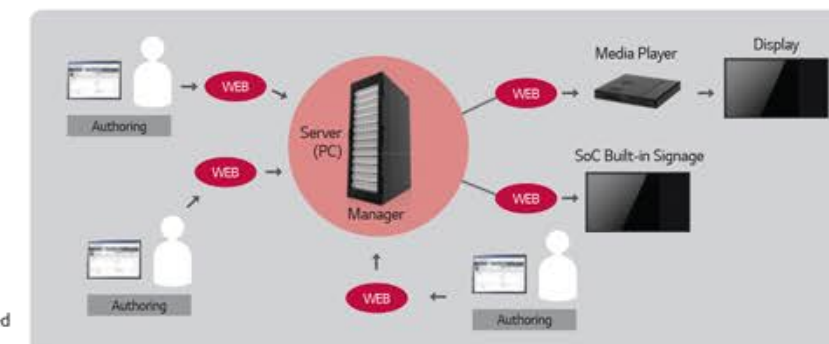 Authoring
WEB
Authoring
WEB
Server
(PC)
Manager
WEB
Authoring
WEB
Media Player
Display
WEB
SoC Built-in Signage